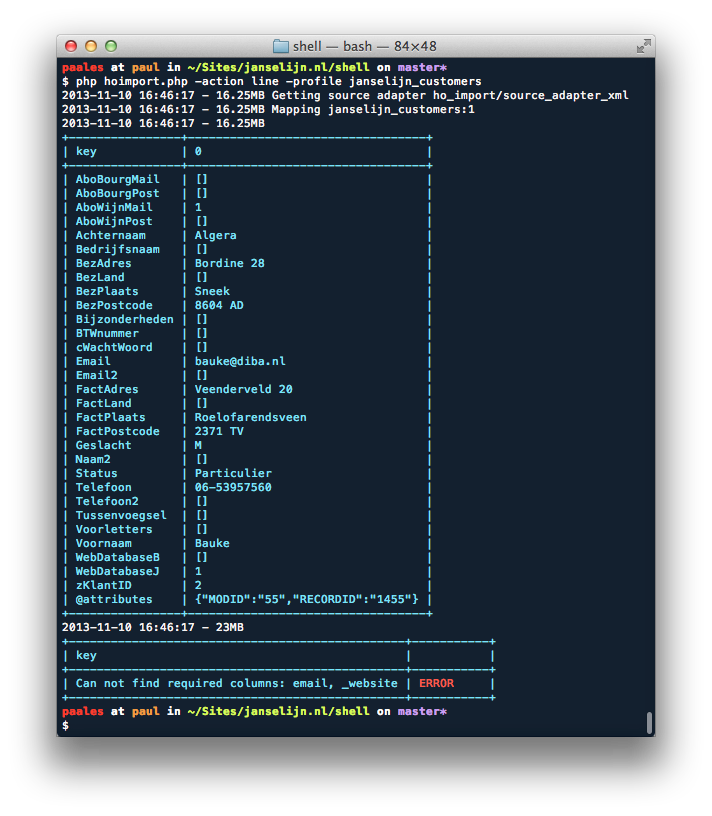 shell — bash — 84×48
paales at paul in ~/Sites/janselijn.nl/shell on master*
$ php hoimport.php —action line —profile janselijn_customers
2013—11—10 16:46:17 — 16.25MB Getting source adapter ho_import/source_adapter_xml
2013—11—10 16:46:17 — 16.25MB Mapping janselijn_customers:1
2013—11—10 16:46:17 — 16.25MB
| key | 0 |
| AboBourgMail | [] |
| AboBourgPost | [] |
| AboWijnMail | 1 |
| AboWijnPost | [] |
| Achternaam | Algera |
| Bedrijfsnaam | [] |
| BezAdres | Bordine 28 |
| BezLand | [] |
| BezPlaats | Sneek |
| BezPostcode | 8604 AD |
| Bijzonderheden | [] |
| BTWnummer | [] |
| cWachtWoord | [] |
| Email | bauke@diba.nl |
| Email2 | [] |
| FactAdres | Veenderveld 20 |
| FactLand | [] |
| FactPlaats | Roelofarendsveen |
| FactPostcode | 2371 TV |
| Geslacht | M |
| Naam2 | [] |
| Status | Particulier |
| Telefoon | 06—53957560 |
| Telefoon2 | [] |
| Tussenvoegsel | [] |
| Voorletters | [] |
| Voornaam | Bauke |
| WebDatabaseB | [] |
| WebDatabaseJ | 1 |
| zKlantID | 2 |
| @attributes | {"MODID":"55","RECORDID":"1455"} |
2013—11—10 16:46:17 — 23MB
| key | |
| Can not find required columns: email, _website | ERROR |
paales at paul in ~/Sites/janselijn.nl/shell on master*
$